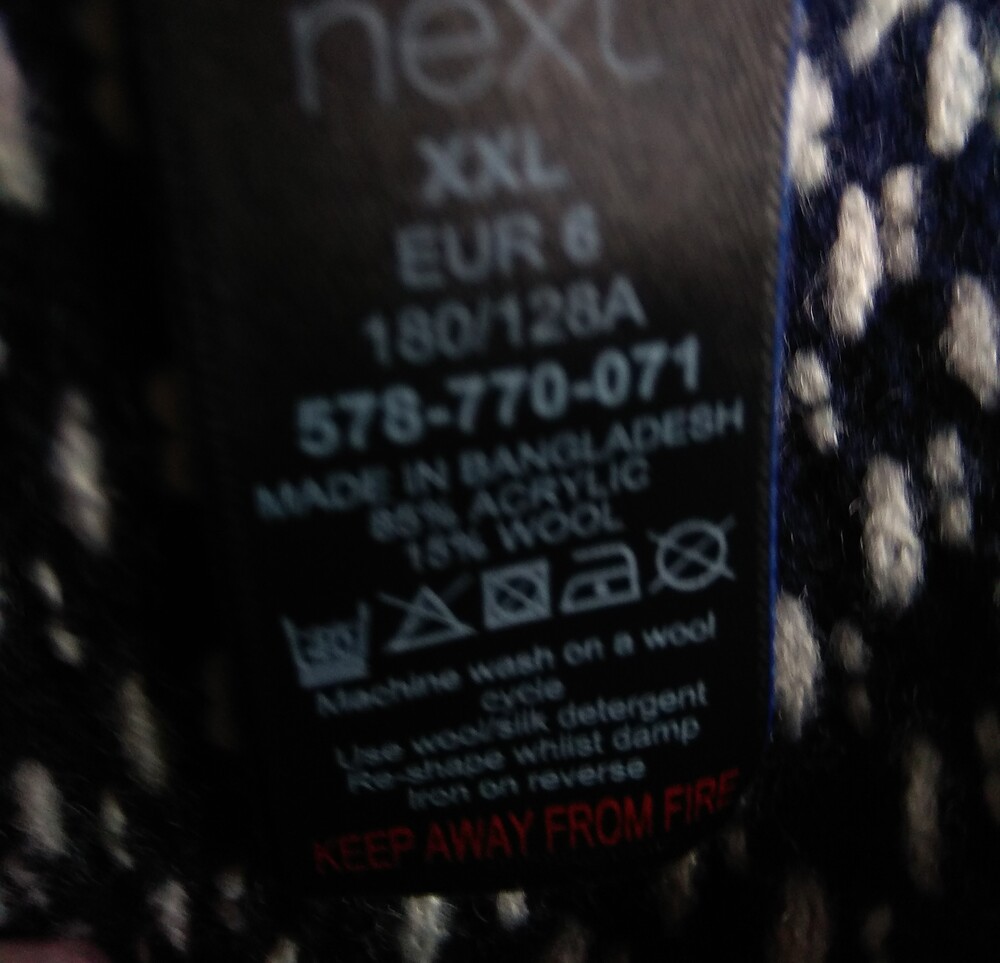 next
XXL
EUR 6
180/128A
578-770-071
MADE IN BANGLADESH
85% ACRYLIC
15% WOOL
30
Machine wash on a wool
cycle
Use wool/silk detergent
Re-shape whilst damp
Iron on reverse
KEEP AWAY FROM FIRE